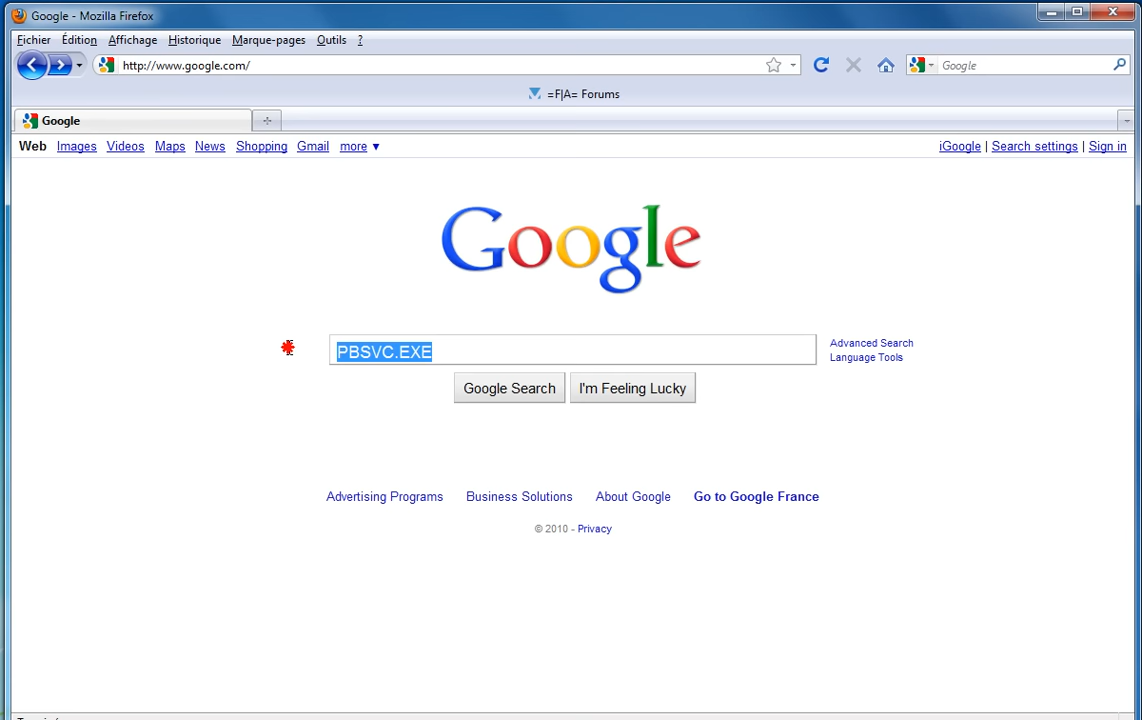 Google - Mozilla Firefox
Fichier Édition Affichage Historique Marque-pages Outils ?
http://www.google.com/ Google
=F|A= Forums
Google
Web Images Videos Maps News Shopping Gmail more ▼ iGoogle | Search settings | Sign in
Google
PBSVC.EXE Advanced Search
Language Tools
Google Search I'm Feeling Lucky
Advertising Programs Business Solutions About Google Go to Google France
© 2010 - Privacy